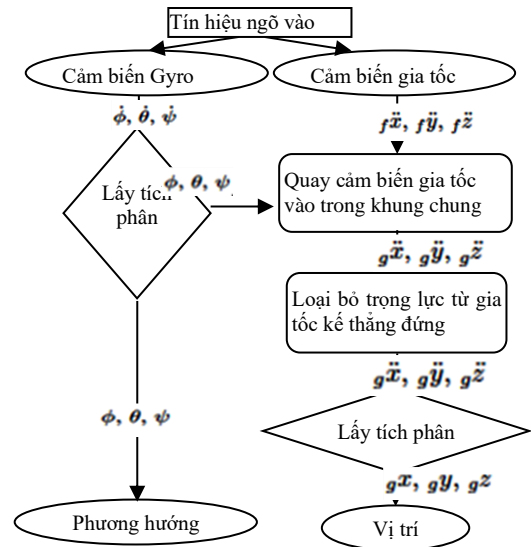 Tín hiệu ngõ vào
Cảm biến Gyro
Cảm biến gia tốc
ϕ̇, θ̇, ψ̇
fẍ, fÿ, fz̈
Lấy tích
phân
ϕ, θ, ψ
Quay cảm biến gia tốc
vào trong khung chung
gẍ, gÿ, gz̈
Loại bỏ trọng lực từ gia
tốc kế thẳng đứng
gẍ, gÿ, gz̈
ϕ, θ, ψ
Lấy tích phân
gx, gy, gz
Phương hướng
Vị trí